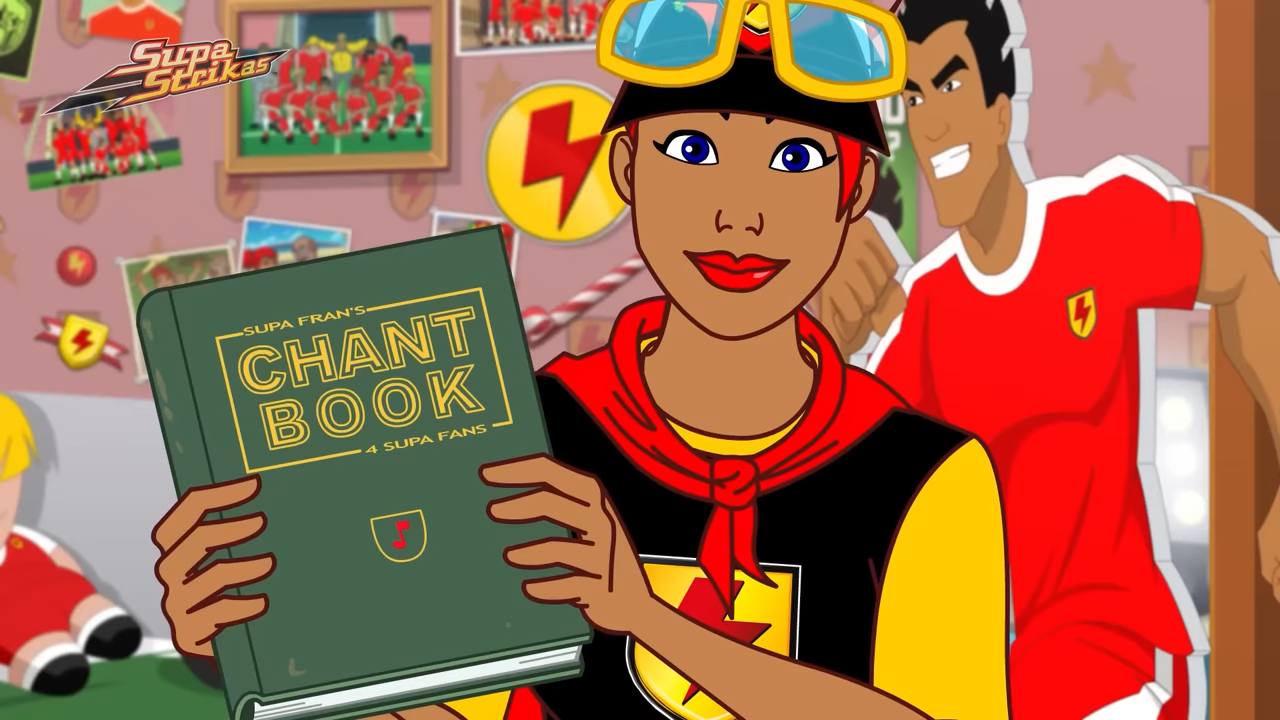 SUPA
STRIKAS
SUPA FRAN'S
CHANT
BOOK
4 SUPA FANS